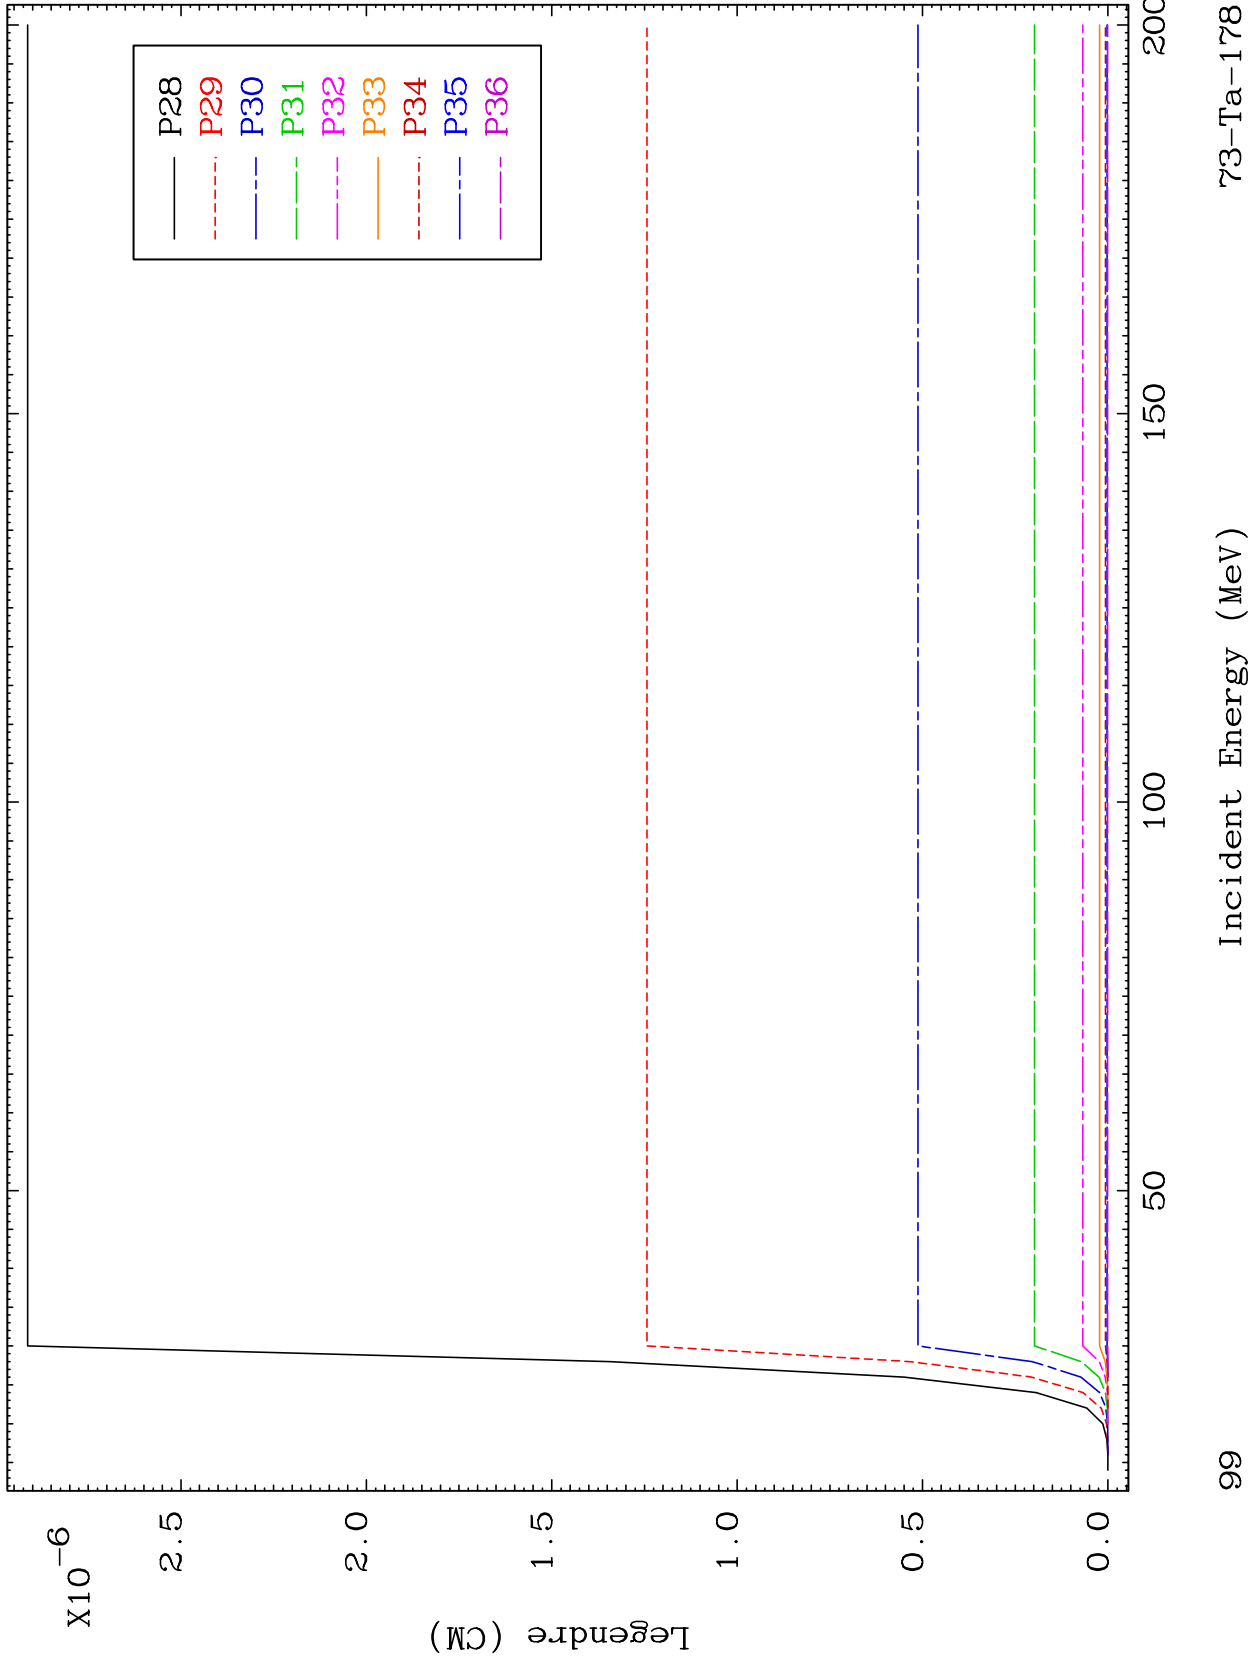 X10-6
2.5
2.0
1.5
1.0
0.5
0.0
Legendre (CM)
P28
P29
P30
P31
P32
P33
P34
P35
P36
50
100
150
200
99
Incident Energy (MeV)
73-Ta-178